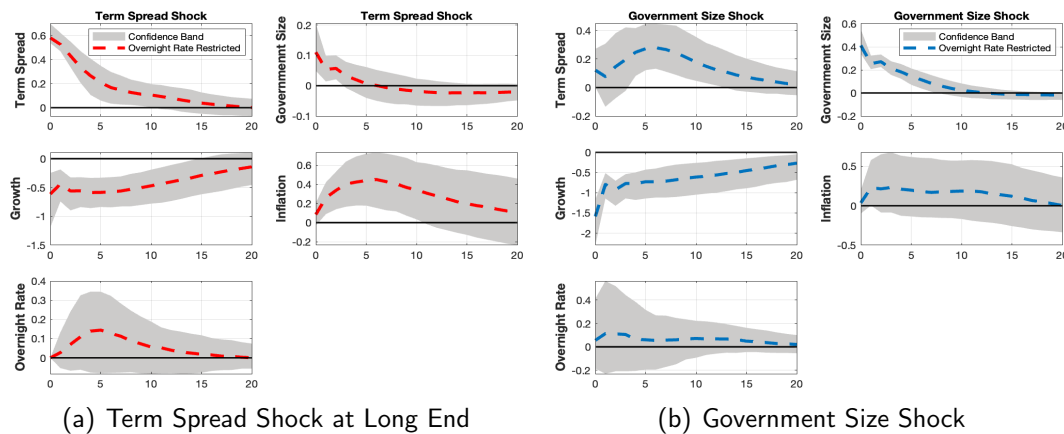 Term Spread Shock
Term Spread
0.6
0.4
0.2
0
Confidence Band
Overnight Rate Restricted
0 5 10 15 20
Term Spread Shock
Government Size
0.2
0.1
0
-0.1
0 5 10 15 20
Government Size Shock
Term Spread
0.4
0.2
0
-0.2
0 5 10 15 20
Government Size Shock
Government Size
0.6
0.4
0.2
0
-0.2
Confidence Band
Overnight Rate Restricted
0 5 10 15 20
Growth
0
-0.5
-1
-1.5
0 5 10 15 20
Inflation
0.6
0.4
0.2
0
-0.2
0 5 10 15 20
Growth
0
-0.5
-1
-1.5
-2
0 5 10 15 20
Inflation
0.5
0
-0.5
0 5 10 15 20
Overnight Rate
0.4
0.3
0.2
0.1
0
0 5 10 15 20
Overnight Rate
0.4
0.2
0
-0.2
0 5 10 15 20
(a) Term Spread Shock at Long End
(b) Government Size Shock